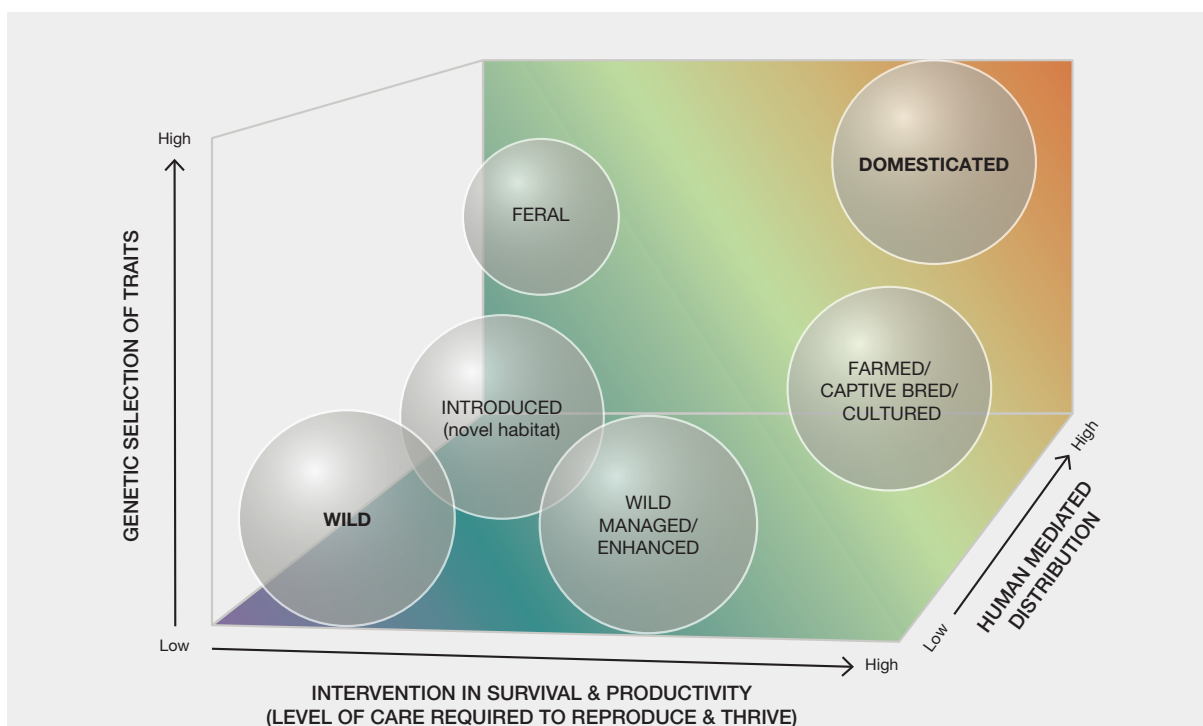 High
GENETIC SELECTION OF TRAITS
Low
FERAL
DOMESTICATED
INTRODUCED
(novel habitat)
FARMED/
CAPTIVE BRED/
CULTURED
WILD
WILD
MANAGED/
ENHANCED
High
HUMAN MEDIATED
DISTRIBUTION
Low
High
INTERVENTION IN SURVIVAL & PRODUCTIVITY
(LEVEL OF CARE REQUIRED TO REPRODUCE & THRIVE)